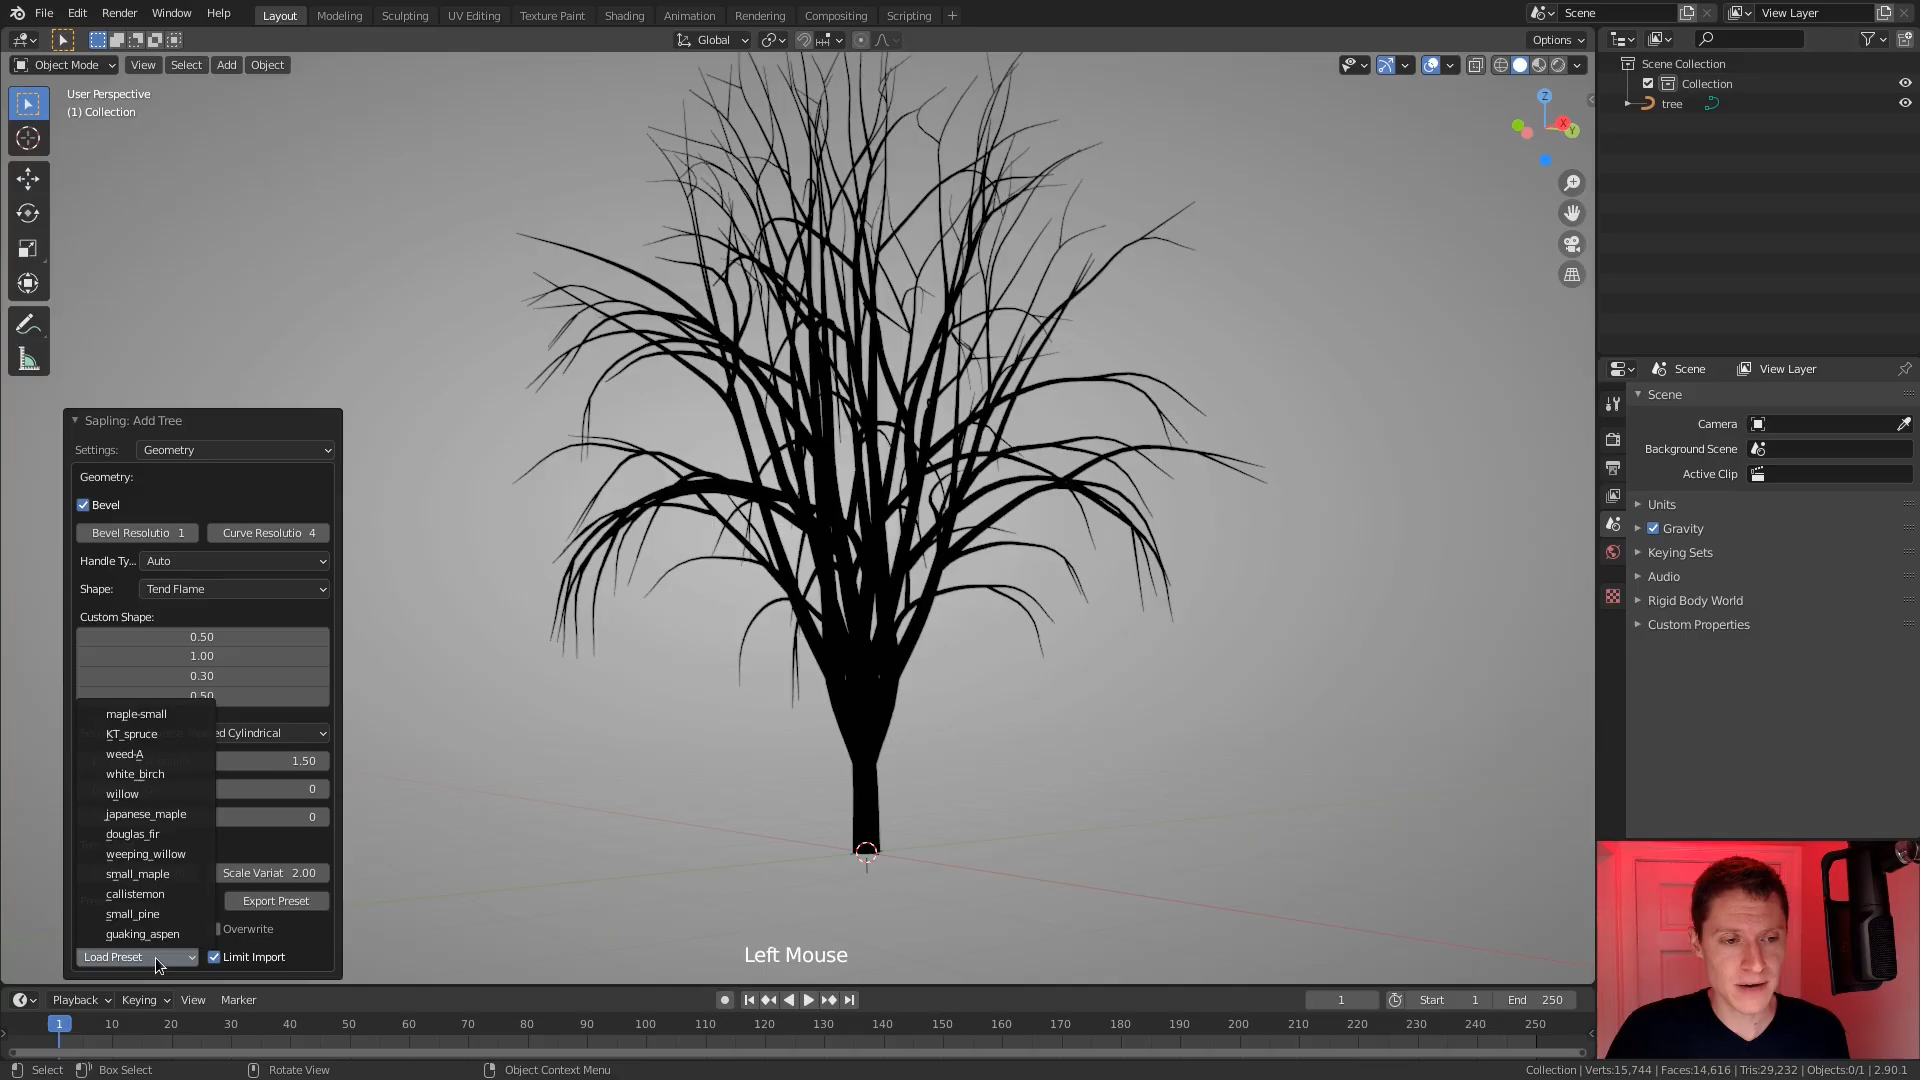 File Edit Render Window Help
Layout Modeling Sculpting UV Editing Texture Paint Shading Animation Rendering Compositing Scripting +
Scene
View Layer
Global
Options
Object Mode View Select Add Object
User Perspective
(1) Collection
Z
X
Y
Scene Collection
Collection
tree
Scene View Layer
Scene
Camera
Background Scene
Active Clip
Units
Gravity
Keying Sets
Audio
Rigid Body World
Custom Properties
Sapling: Add Tree
Settings: Geometry
Geometry:
Bevel
Bevel Resolutio 1 Curve Resolutio 4
Handle Ty... Auto
Shape: Tend Flame
Custom Shape:
0.50
1.00
0.30
0.50
maple-small
KT_spruce
ed Cylindrical
weed-A
1.50
white_birch
willow
0
japanese_maple
0
douglas_fir
weeping_willow
small_maple
Scale Variat 2.00
callistemon
Export Preset
small_pine
Overwrite
quaking_aspen
Load Preset Limit Import
Left Mouse
Playback Keying View Marker
1 Start 1 End 250
1 10 20 30 40 50 60 70 80 90 100 110 120 130 140 150 160 170 180 190 200 210 220 230 240 250
Select Box Select Rotate View Object Context Menu
Collection | Verts:15,744 | Faces:14,616 | Tris:29,232 | Objects:0/1 | 2.90.1